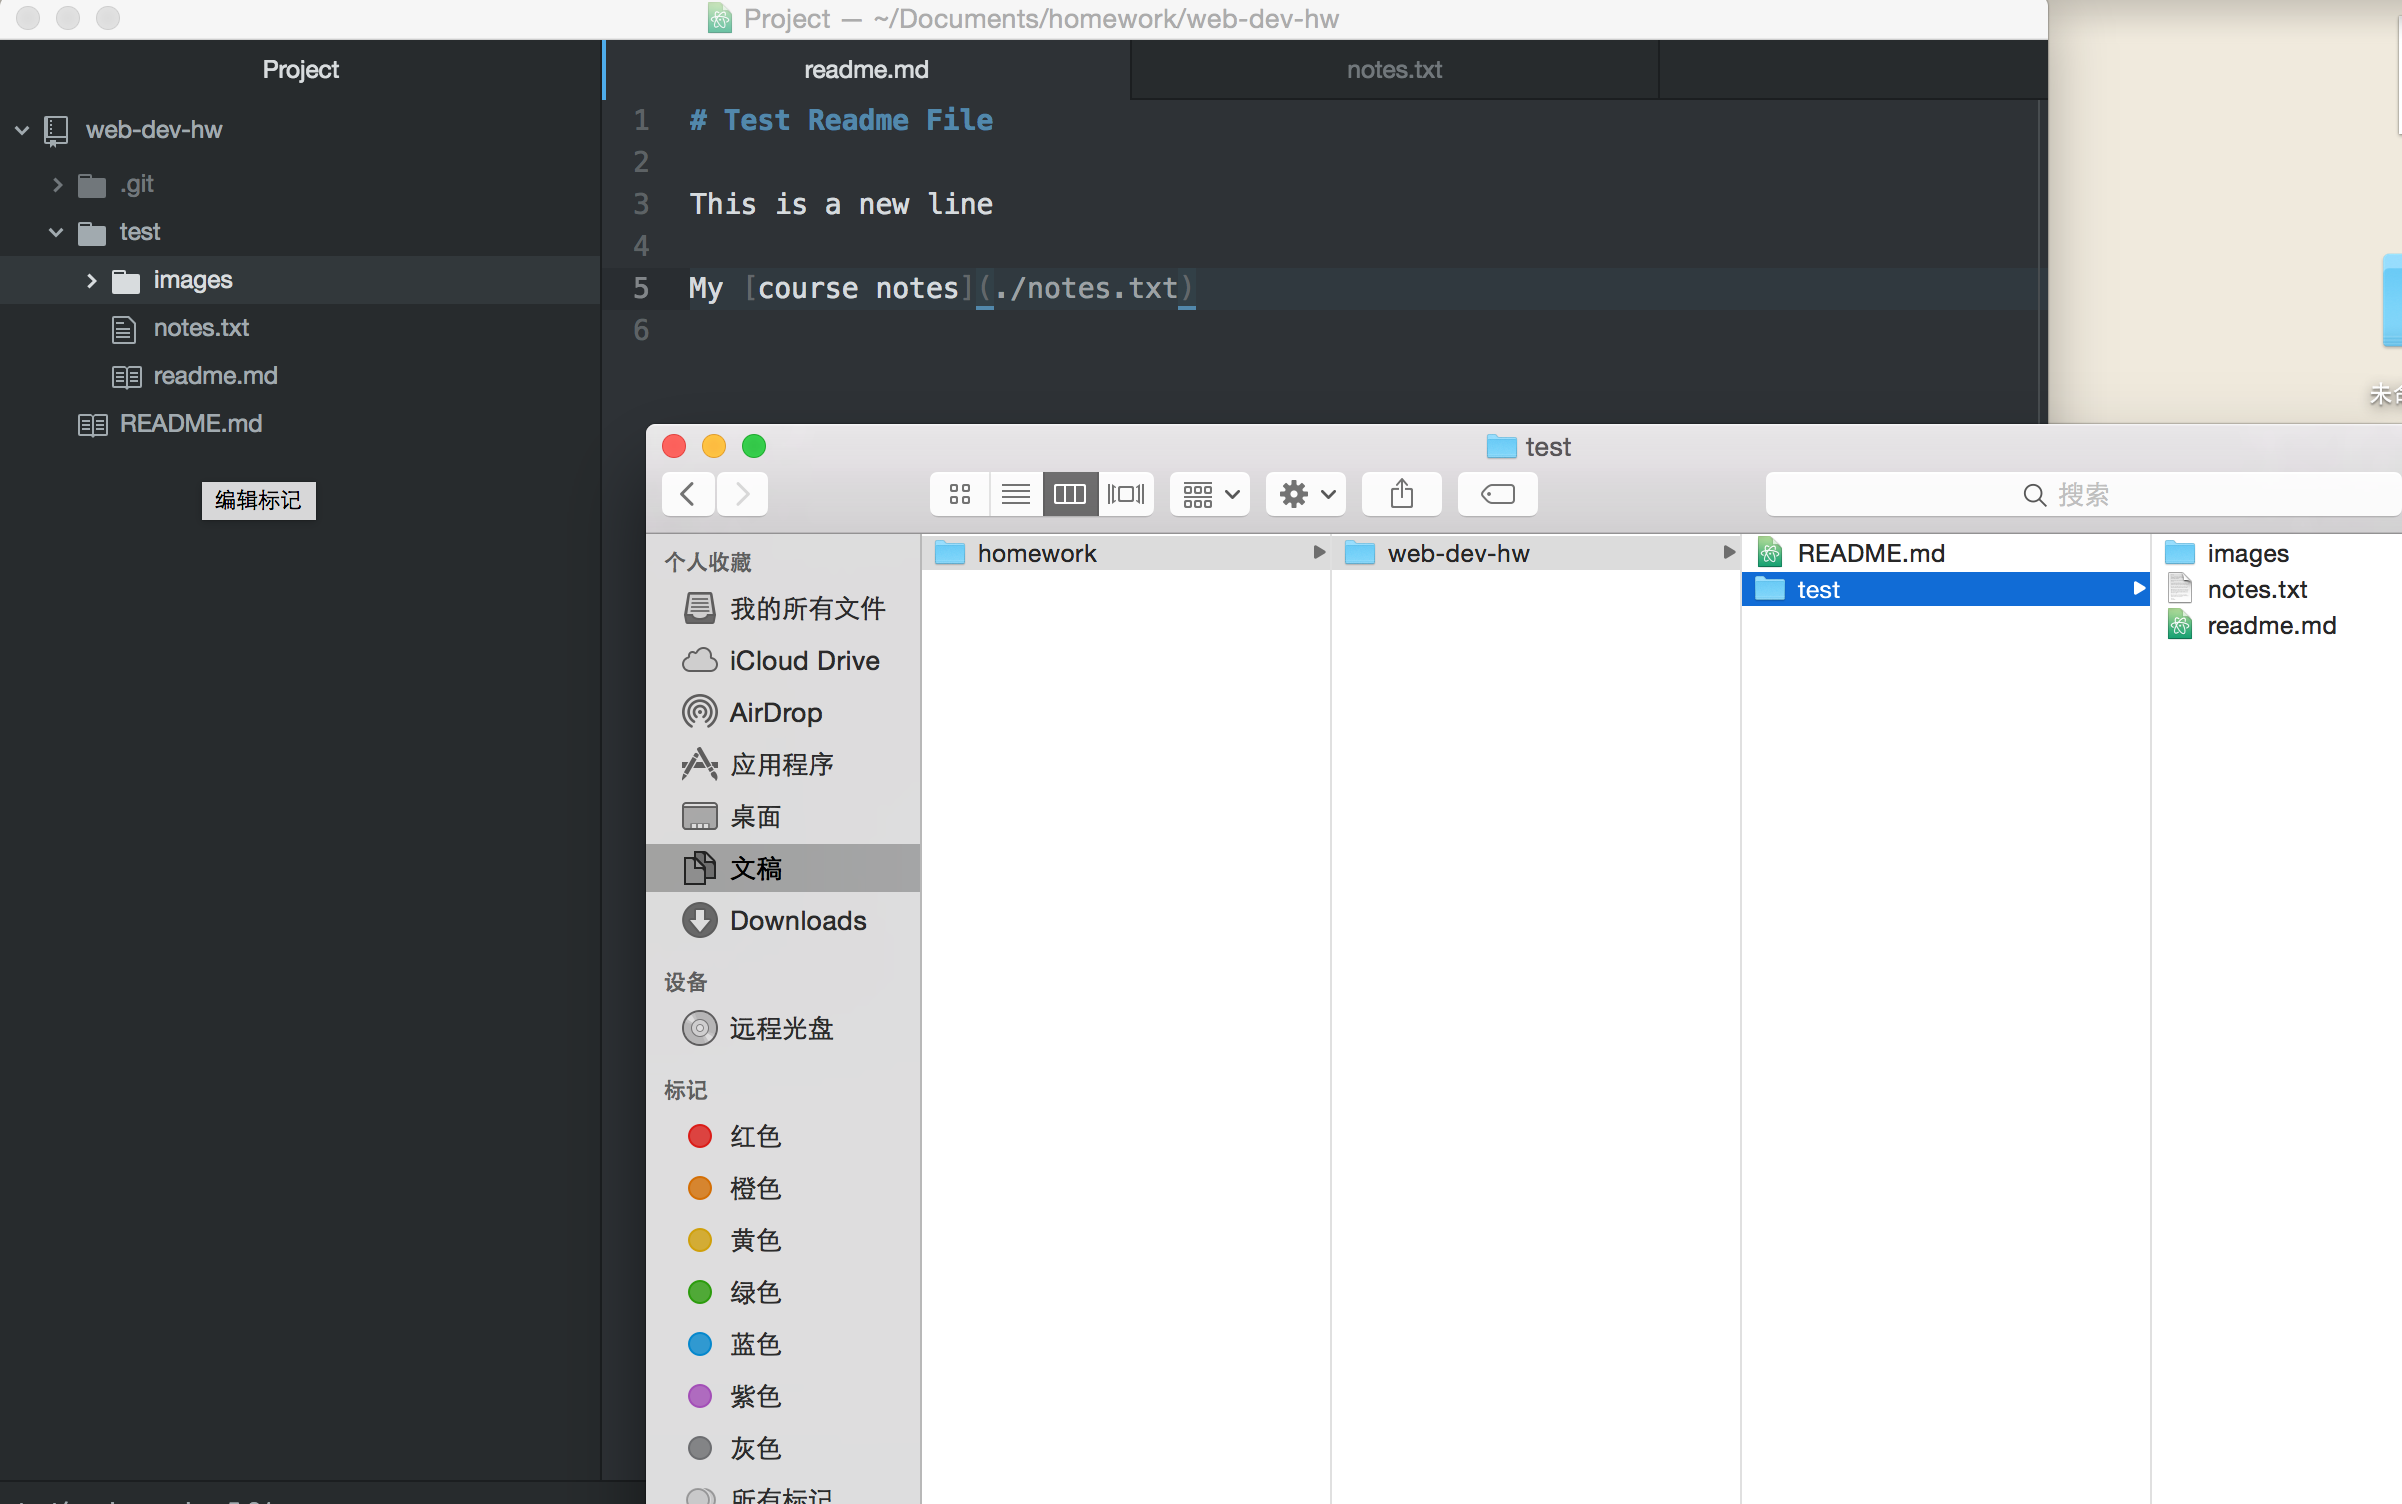 Project — ~/Documents/homework/web-dev-hw
Project
web-dev-hw
.git
test
images
notes.txt
readme.md
README.md
编辑标记
readme.md
notes.txt
1 # Test Readme File
2
3 This is a new line
4
5 My [course notes](./notes.txt)
6
test
搜索
个人收藏
我的所有文件
iCloud Drive
AirDrop
应用程序
桌面
文稿
Downloads
设备
远程光盘
标记
红色
橙色
黄色
绿色
蓝色
紫色
灰色
所有标记
homework
web-dev-hw
README.md
test
images
notes.txt
readme.md
未命